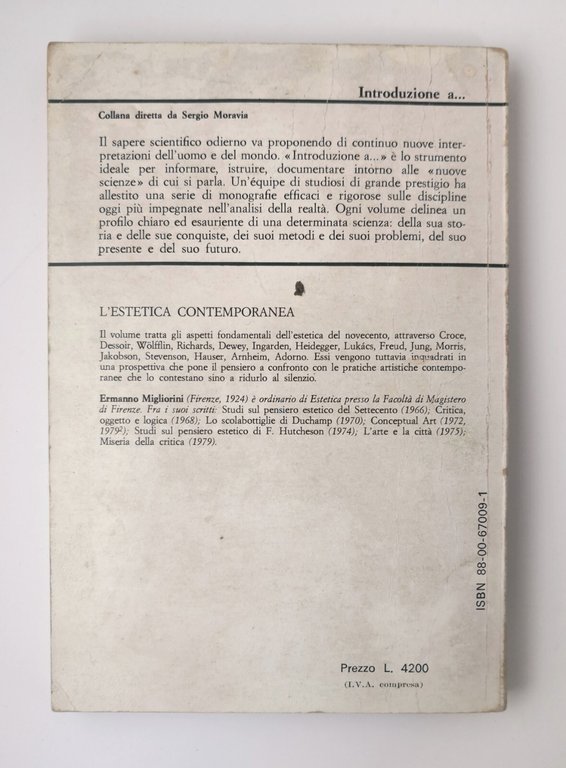 Introduzione a...
Collana diretta da Sergio Moravia
Il sapere scientifico odierno va proponendo di continuo nuove inter-
pretazioni dell'uomo e del mondo. «Introduzione a...» è lo strumento
ideale per informare, istruire, documentare intorno alle «nuove
scienze» di cui si parla. Un'équipe di studiosi di grande prestigio ha
allestito una serie di monografie efficaci e rigorose sulle discipline
oggi più impegnate nell'analisi della realtà. Ogni volume delinea un
profilo chiaro ed esauriente di una determinata scienza: della sua sto-
ria e delle sue conquiste, dei suoi metodi e dei suoi problemi, del suo
presente e del suo futuro.
L'ESTETICA CONTEMPORANEA
Il volume tratta gli aspetti fondamentali dell'estetica del novecento, attraverso Croce,
Dessoir, Wölfflin, Richards, Dewey, Ingarden, Heidegger, Lukács, Freud, Jung, Morris,
Jakobson, Stevenson, Hauser, Arnheim, Adorno. Essi vengono tuttavia inquadrati in
una prospettiva che pone il pensiero a confronto con le pratiche artistiche contempo-
ranee che lo contestano sino a ridurlo al silenzio.
Ermanno Migliorini (Firenze, 1924) è ordinario di Estetica presso la Facoltà di Magistero
di Firenze. Fra i suoi scritti: Studi sul pensiero estetico del Settecento (1966); Critica,
oggetto e logica (1968); Lo scolabottiglie di Duchamp (1970); Conceptual Art (1972,
1979²); Studi sul pensiero estetico di F. Hutcheson (1974); L'arte e la città (1975);
Miseria della critica (1979).
ISBN 88-00-67009-1
Prezzo L. 4200
(I.V.A. compresa)